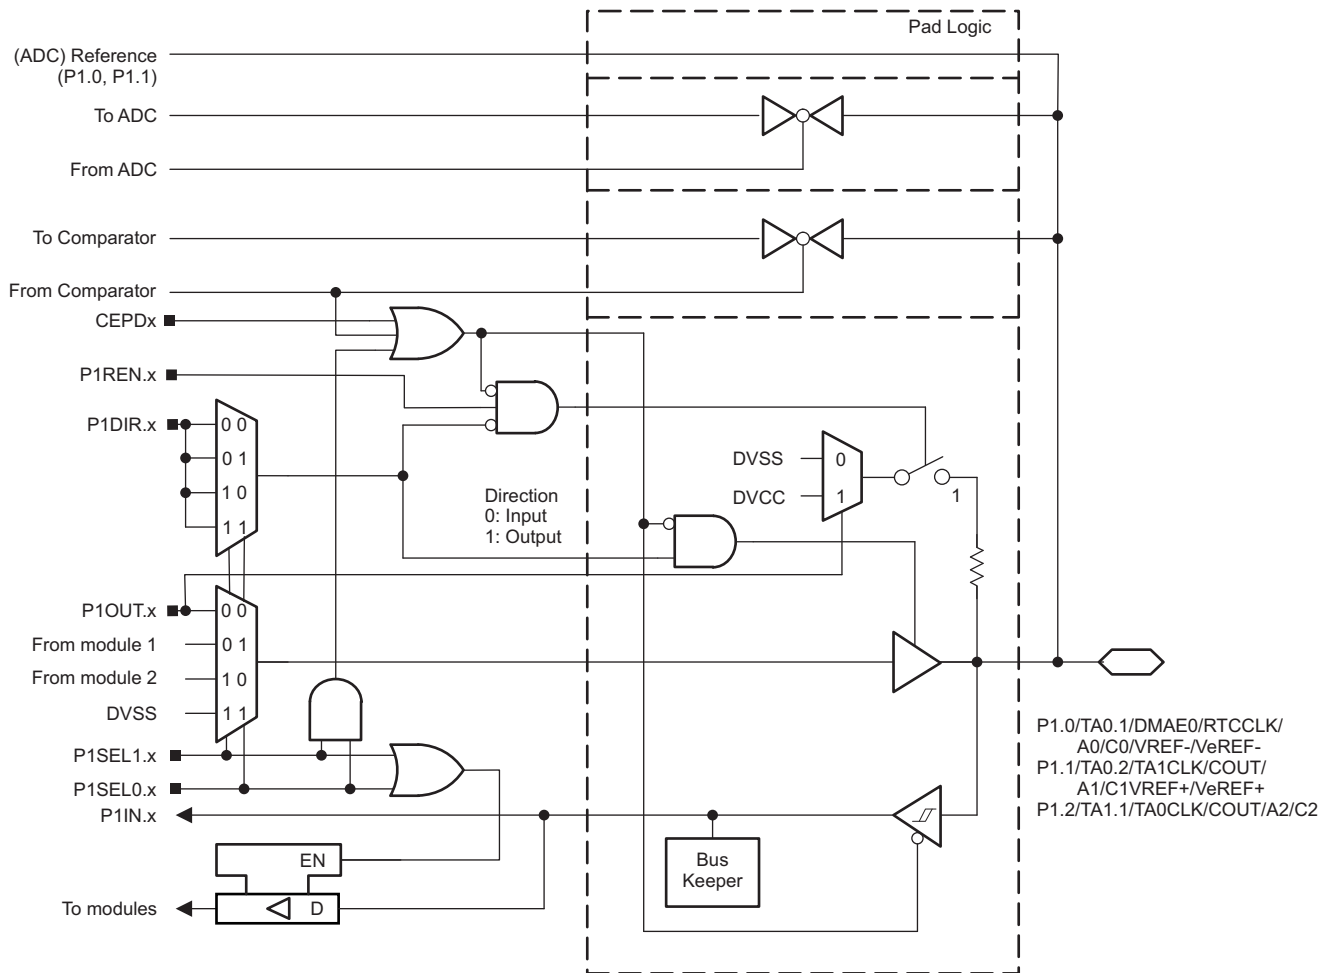 Pad Logic
(ADC) Reference
(P1.0, P1.1)
To ADC
From ADC
To Comparator
From Comparator
CEPDx
P1REN.x
P1DIR.x
0 0
0 1
1 0
1 1
Direction
0: Input
1: Output
DVSS
DVCC
0
1
1
P1OUT.x
From module 1
From module 2
DVSS
0 0
0 1
1 0
1 1
P1SEL1.x
P1SEL0.x
P1IN.x
EN
D
To modules
Bus
Keeper
P1.0/TA0.1/DMAE0/RTCCLK/
A0/C0/VREF-/VeREF-
P1.1/TA0.2/TA1CLK/COUT/
A1/C1VREF+/VeREF+
P1.2/TA1.1/TA0CLK/COUT/A2/C2